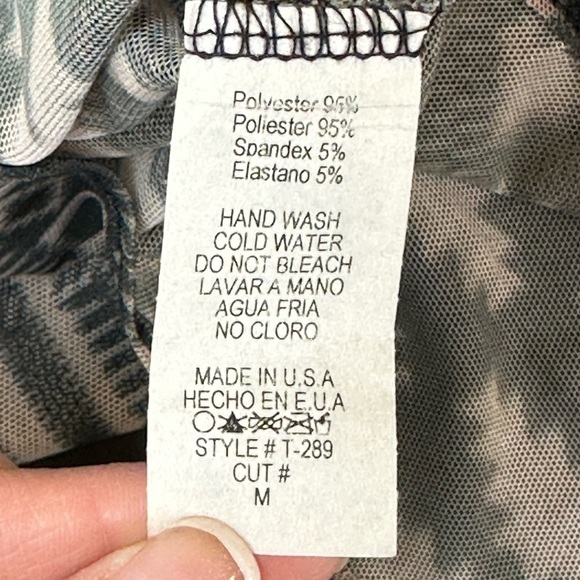 Polyester 95%
Poliester 95%
Spandex 5%
Elastano 5%
HAND WASH
COLD WATER
DO NOT BLEACH
LAVAR A MANO
AGUA FRIA
NO CLORO
MADE IN U.S.A
HECHO EN E.U.A
STYLE # T-289
CUT #
M